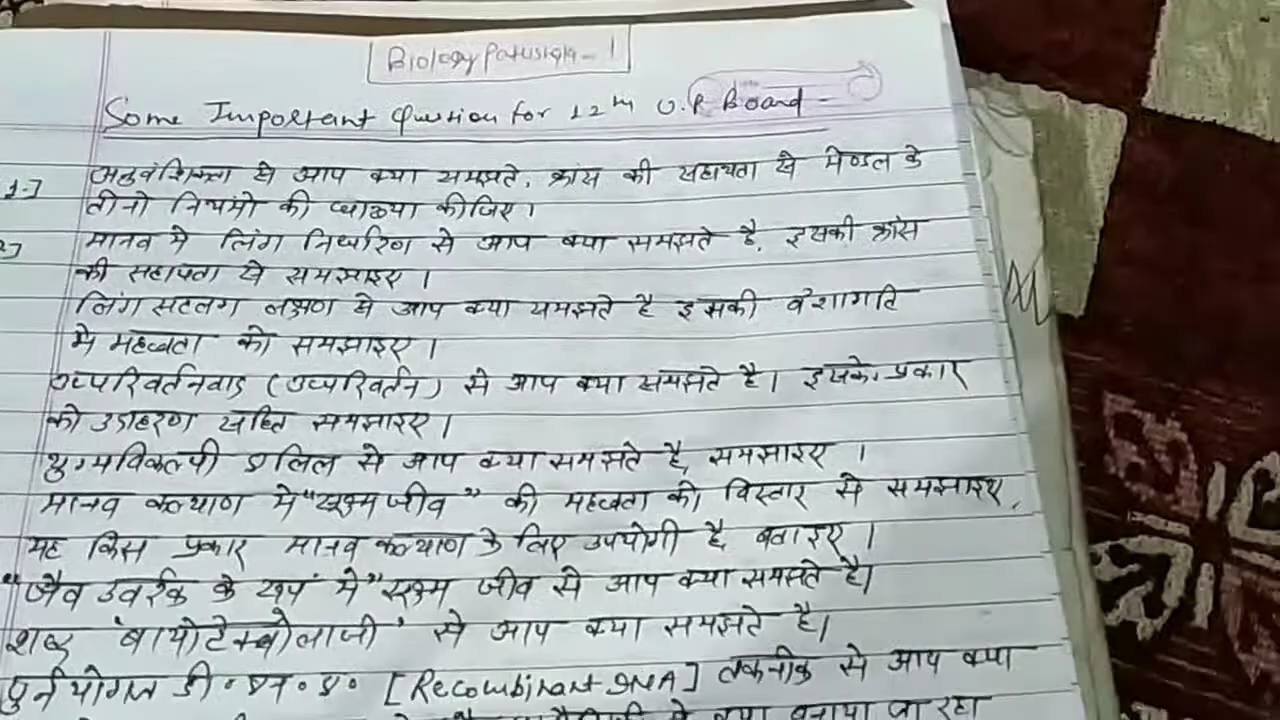 Biology
Some Important Question for 12th U.P Board -
1-] अनुवंशिकता से आप क्या समझते, क्रांस की सहायता से मेण्डल के
तीनो नियमो की व्याख्या कीजिए।
मानव मे लिंग निर्धारण से आप क्या समझते है, इसकी क्रांस
की सहायता से समझाइए।
लिंग सहलग्न लक्षण से आप क्या समझते है इसकी वंशागति
मे महत्वता को समझाइए।
उत्परिवर्तनवाद (उत्परिवर्तन) से आप क्या समझते है। इसके प्रकार
को उदाहरण सहित समझाइए।
युग्मविकल्पी एलिल से आप क्या समझते है, समझाइए ।
मानव कल्याण मे "सूक्ष्म जीव" की महत्वता को विस्तार से समझाइए,
यह किस प्रकार मानव कल्याण के लिए उपयोगी है, बताइए ।
"जैव उर्वरक के रूप मे" सूक्ष्म जीव से आप क्या समझते है।
शब्द 'बायोटेक्नोलाजी' से आप क्या समझते है।
पुर्नयोगज डी॰ एन॰ ए॰ [Recombinant DNA] तकनीक से आप क्या